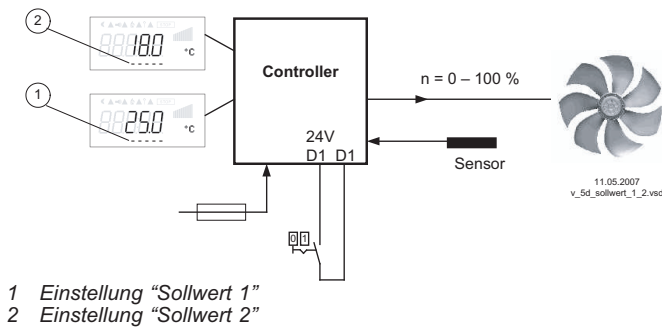 2
18.0
°C
1
25.0
°C
Controller
n = 0 – 100 %
24V
D1 D1
Sensor
0 1
11.05.2007
v_5d_sollwert_1_2.vsd
1 Einstellung “Sollwert 1”
2 Einstellung “Sollwert 2”